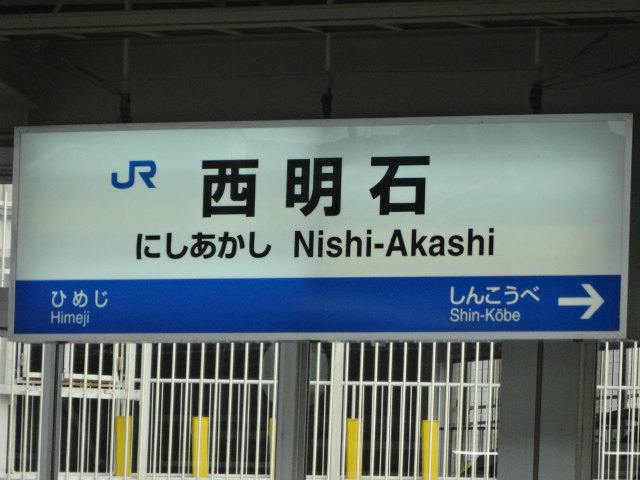 JR 西明石
にしあかし Nishi-Akashi
ひめじ
Himeji
しんこうべ →
Shin-Kōbe